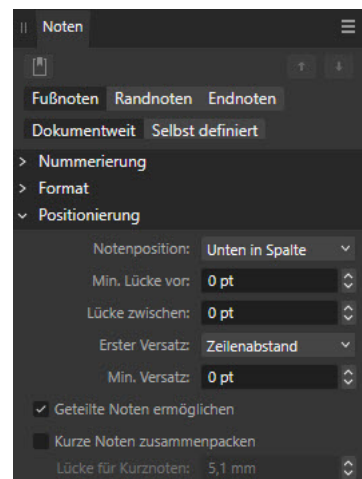 Noten
Fußnoten Randnoten Endnoten
Dokumentweit Selbst definiert
Nummerierung
Format
Positionierung
Notenposition: Unten in Spalte
Min. Lücke vor: 0 pt
Lücke zwischen: 0 pt
Erster Versatz: Zeilenabstand
Min. Versatz: 0 pt
Geteilte Noten ermöglichen
Kurze Noten zusammenpacken
Lücke für Kurznoten: 5,1 mm